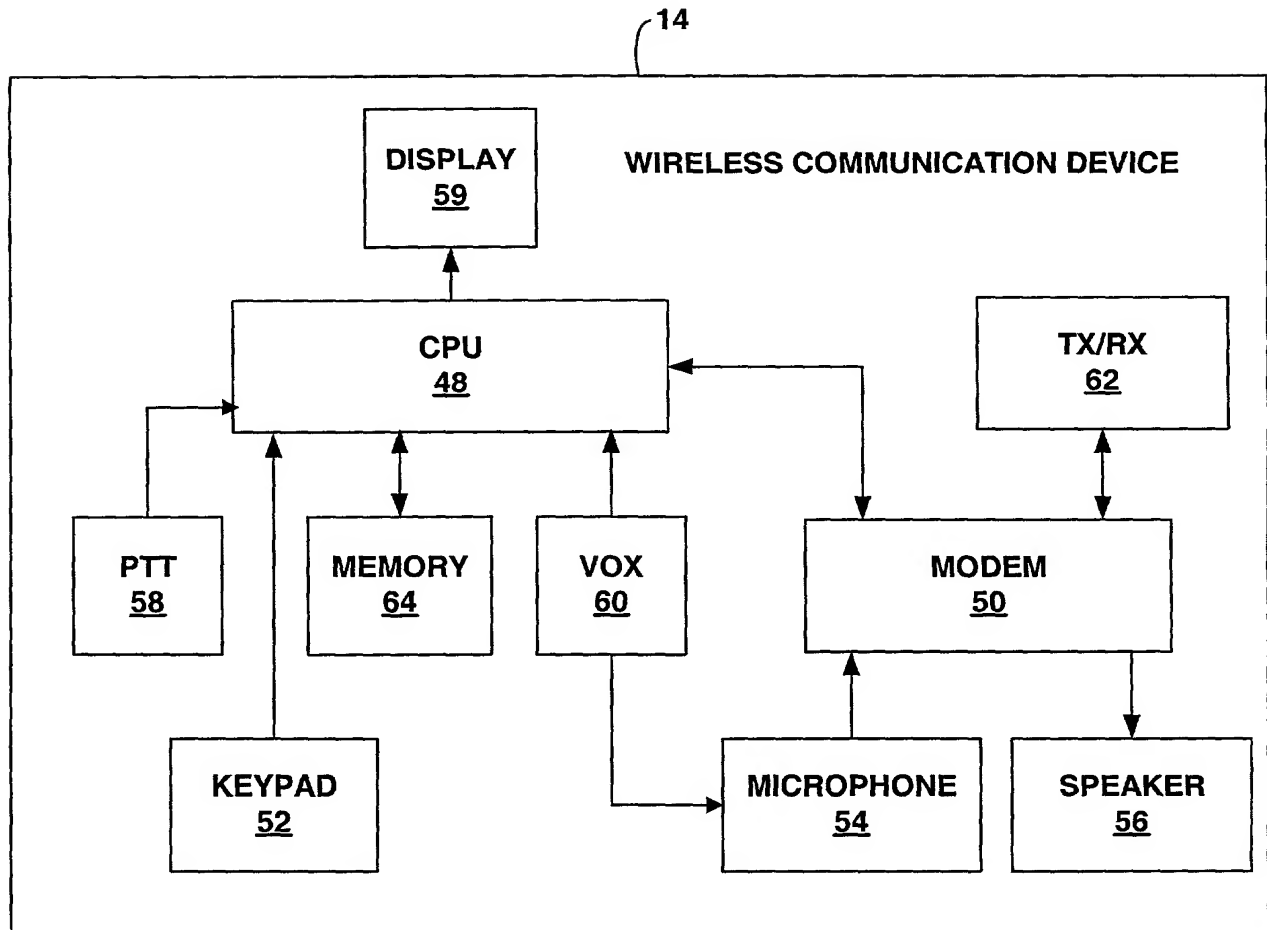 14
WIRELESS COMMUNICATION DEVICE
DISPLAY
59
CPU
48
TX/RX
62
PTT
58
MEMORY
64
VOX
60
MODEM
50
KEYPAD
52
MICROPHONE
54
SPEAKER
56